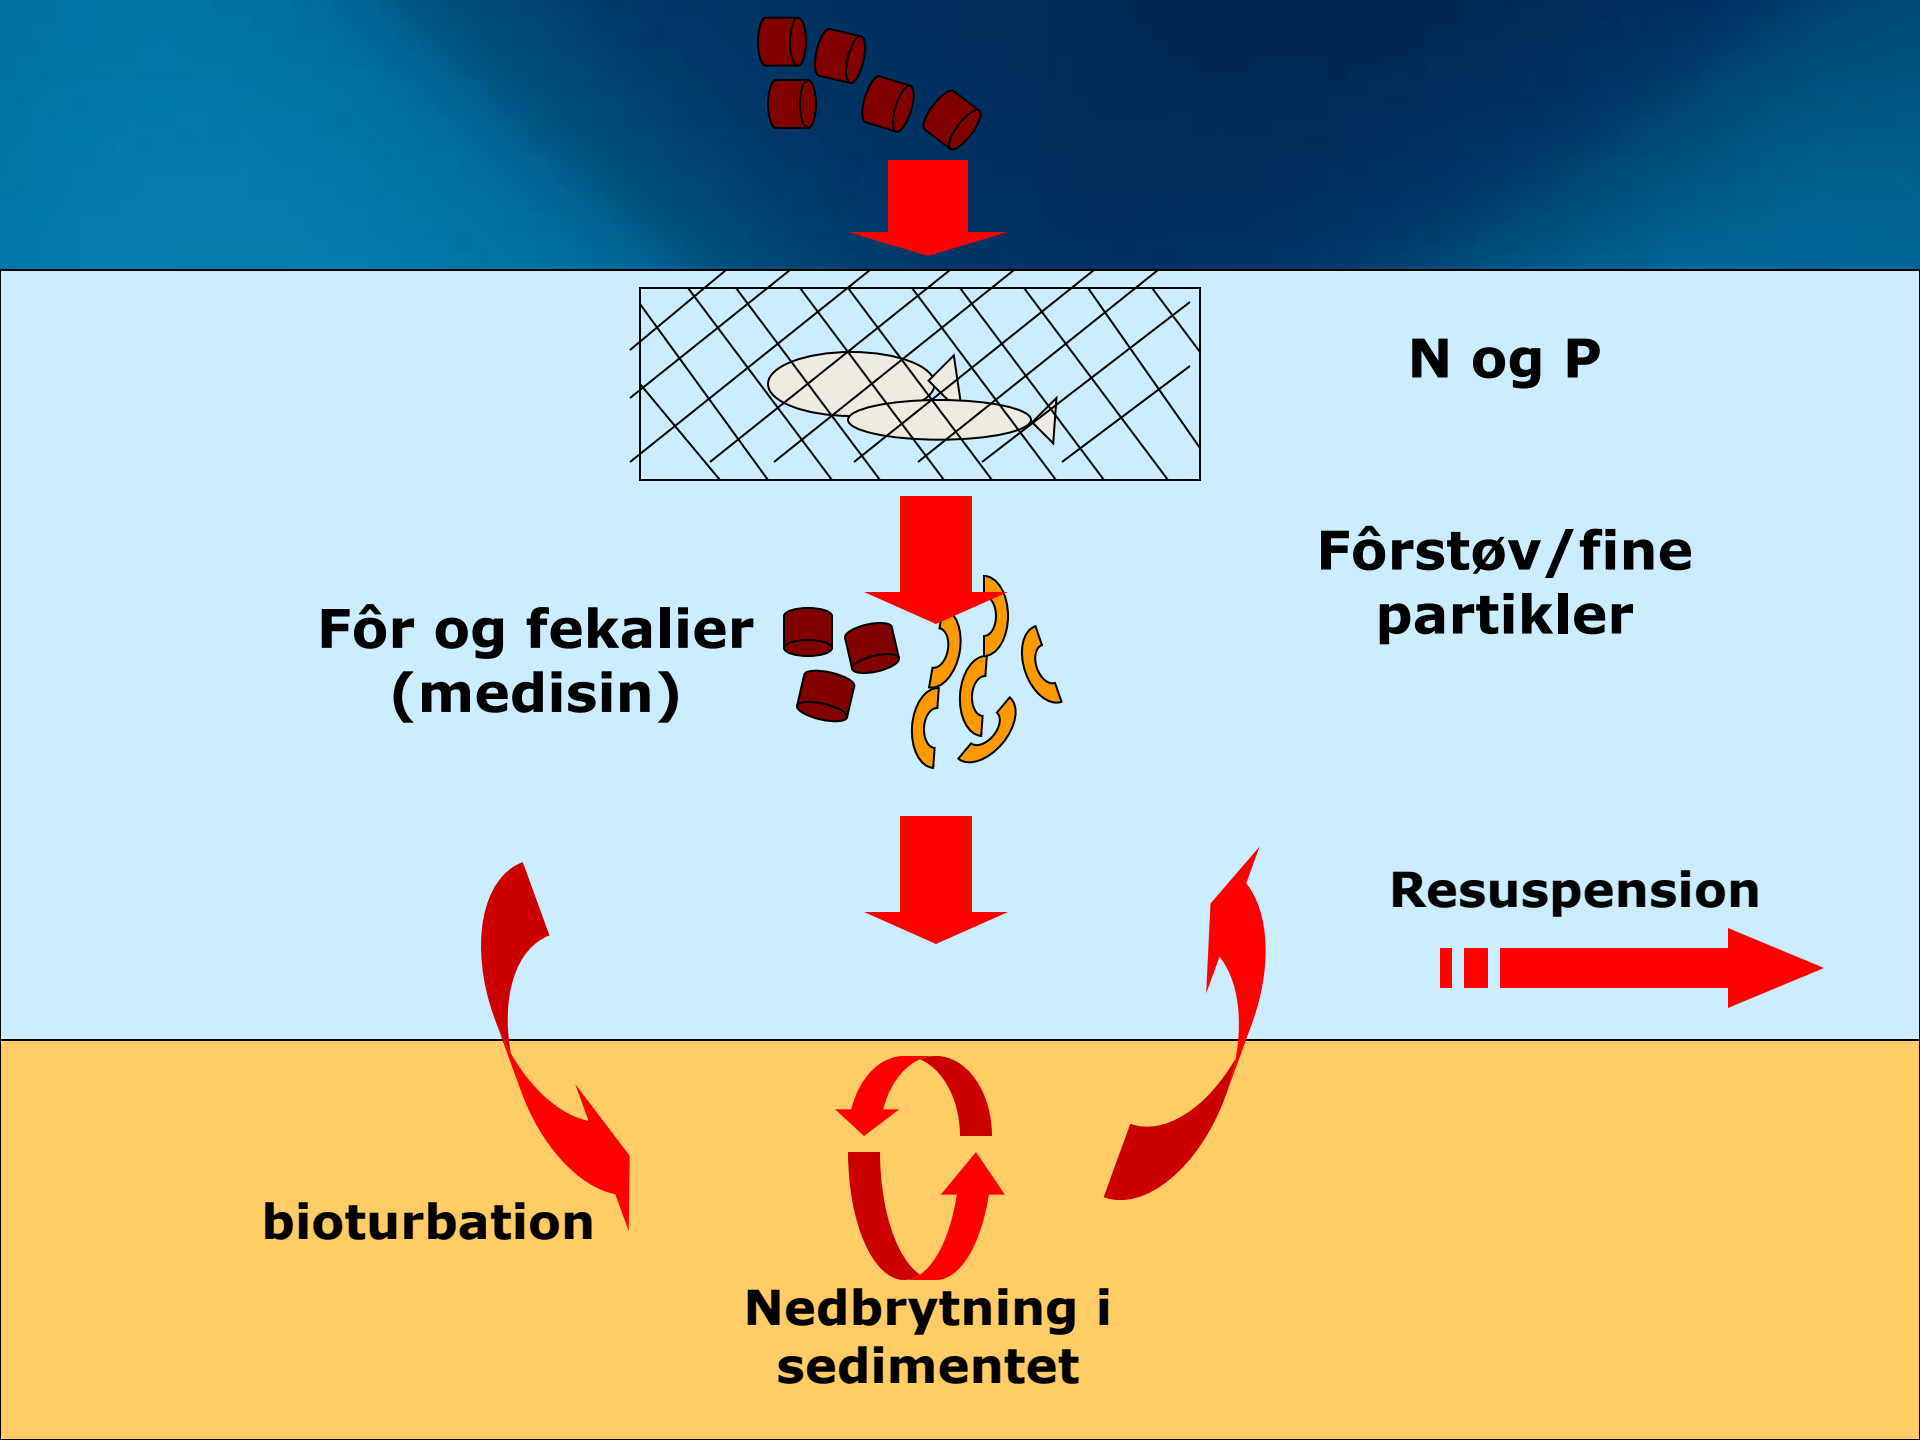 N og P
Fôrstøv/fine
partikler
Fôr og fekalier
(medisin)
Resuspension
bioturbation
Nedbrytning i
sedimentet